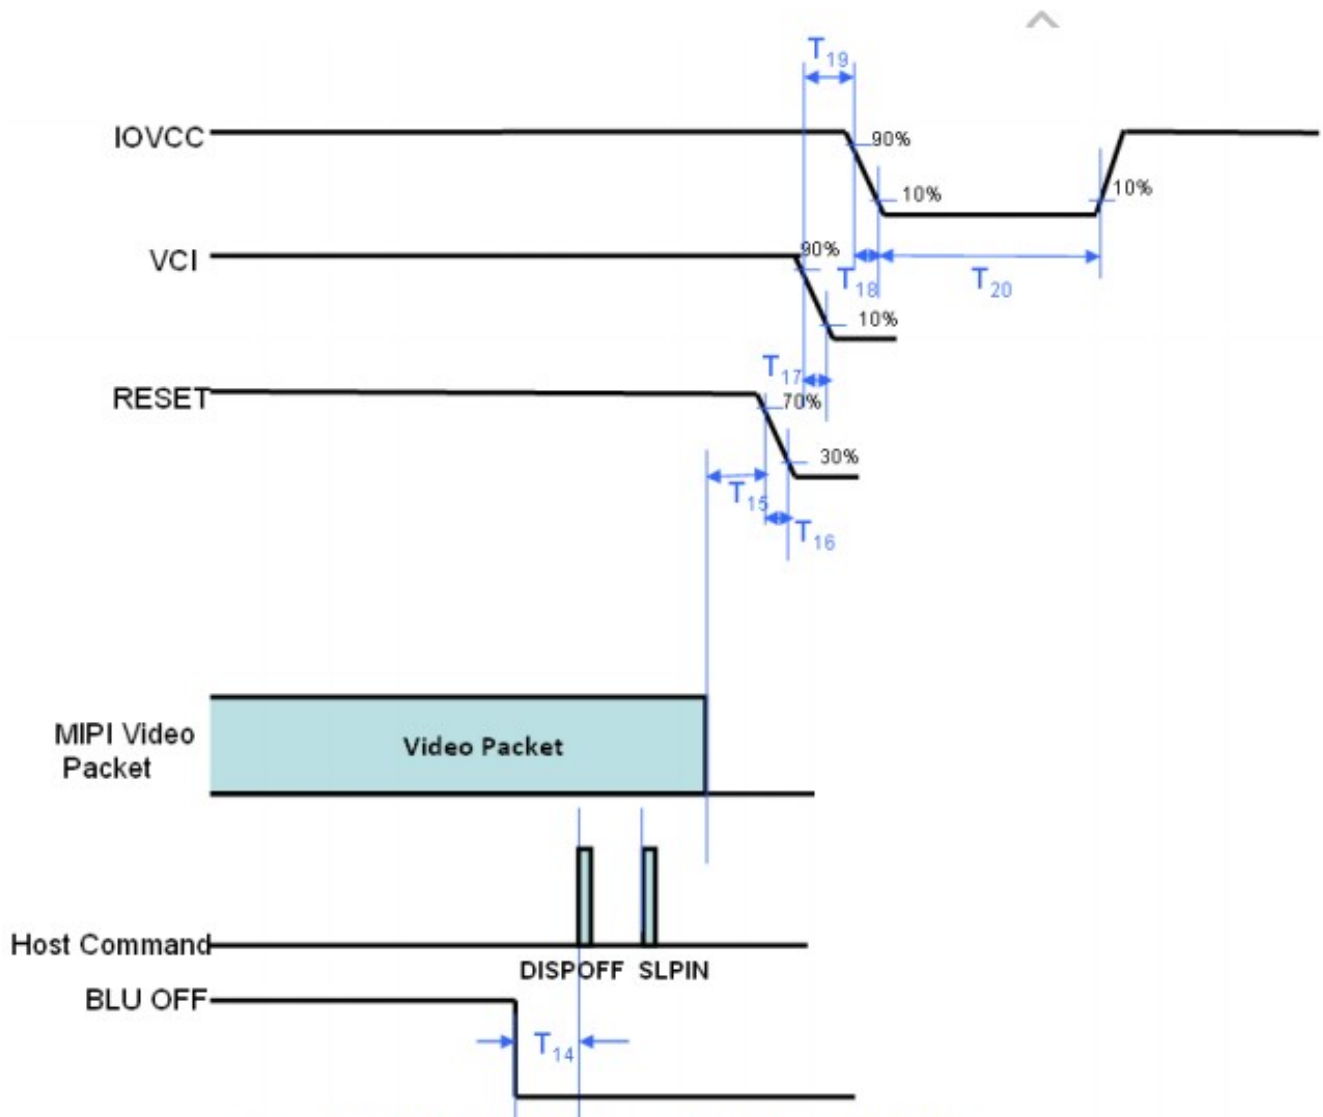 T19
IOVCC
90%
10%
10%
VCI
90%
T18
T20
10%
T17
RESET
70%
30%
T15
T16
MIPI Video
Packet
Video Packet
Host Command
DISPOFF SLPIN
BLU OFF
T14